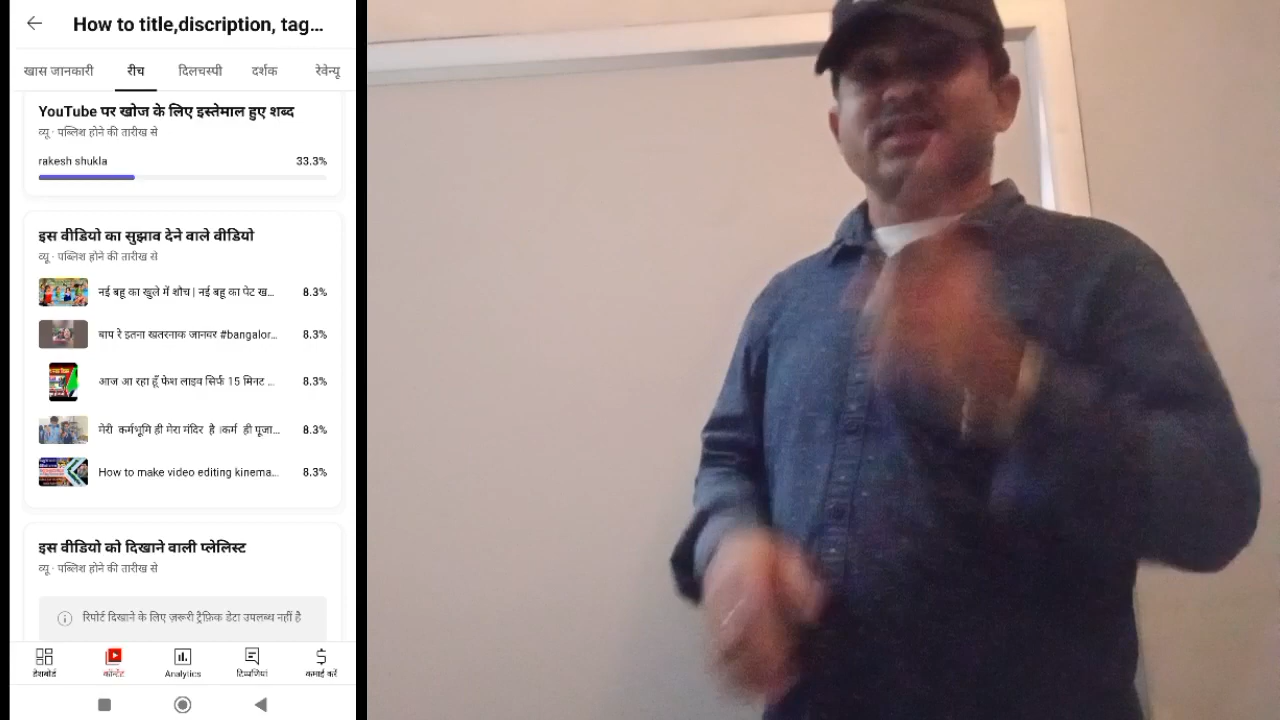 How to title,discription, tag...
खास जानकारी रीच दिलचस्पी दर्शक रेवेन्यू
YouTube पर खोज के लिए इस्तेमाल हुए शब्द
व्यू · पब्लिश होने की तारीख से
rakesh shukla 33.3%
इस वीडियो का सुझाव देने वाले वीडियो
व्यू · पब्लिश होने की तारीख से
नई बहू का खुले में शौच | नई बहू का पेट ख... 8.3%
बाप रे इतना खतरनाक जानवर #bangalor... 8.3%
आज आ रहा हूँ फेश लाइव सिर्फ 15 मिनट ... 8.3%
मेरी कर्मभूमि ही मेरा मंदिर है ।कर्म ही पूजा... 8.3%
How to make video editing kinema... 8.3%
इस वीडियो को दिखाने वाली प्लेलिस्ट
व्यू · पब्लिश होने की तारीख से
रिपोर्ट दिखाने के लिए ज़रूरी ट्रैफ़िक डेटा उपलब्ध नहीं है
डैशबोर्ड कॉन्टेंट Analytics टिप्पणियां कमाई करें